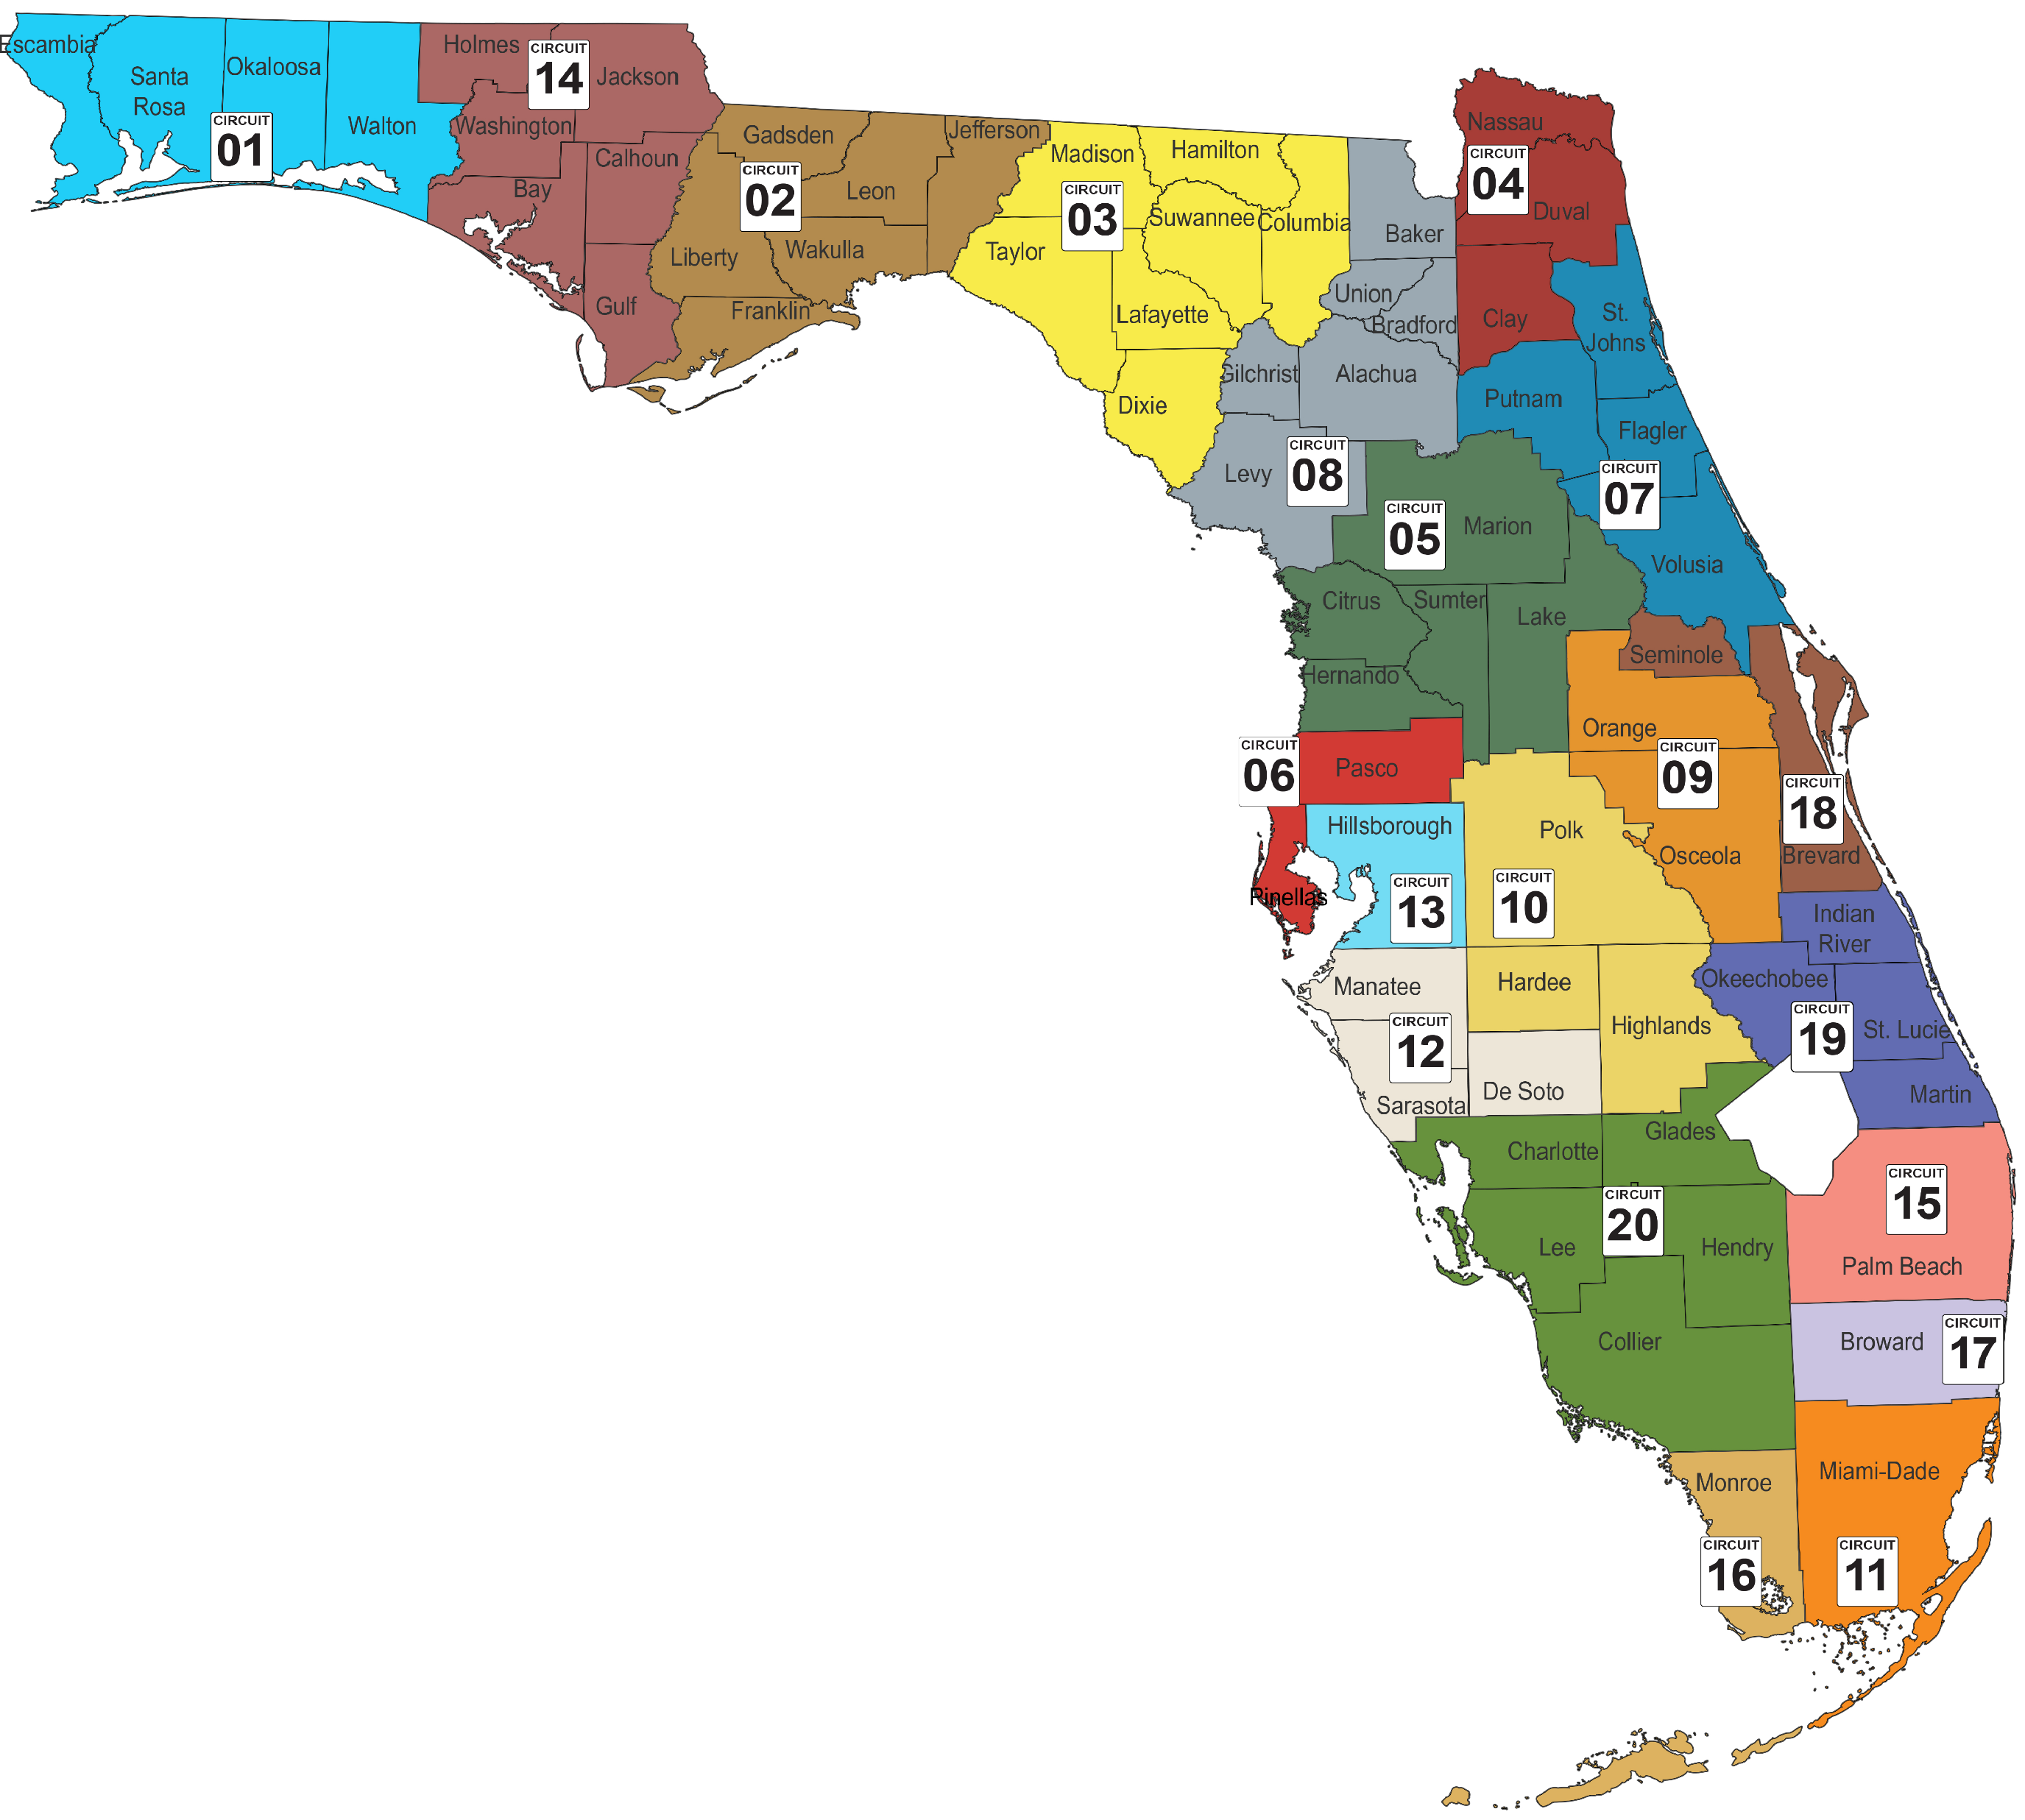 Escambia
Santa
Rosa
Okaloosa
Walton
CIRCUIT
01
Holmes
CIRCUIT
14
Jackson
Washington
Calhoun
Bay
Gulf
Gadsden
Jefferson
CIRCUIT
02
Leon
Liberty
Wakulla
Franklin
Madison
Hamilton
CIRCUIT
03
Suwannee
Columbia
Taylor
Lafayette
Dixie
Nassau
CIRCUIT
04
Duval
Clay
Baker
Union
Bradford
Gilchrist
Alachua
Levy
CIRCUIT
08
St.
Johns
Putnam
Flagler
CIRCUIT
07
Volusia
CIRCUIT
05
Marion
Citrus
Sumter
Lake
Hernando
Seminole
Orange
CIRCUIT
09
Osceola
CIRCUIT
06
Pasco
Pinellas
CIRCUIT
18
Brevard
Hillsborough
CIRCUIT
13
Polk
CIRCUIT
10
Hardee
Highlands
Manatee
CIRCUIT
12
Sarasota
De Soto
Indian
River
Okeechobee
CIRCUIT
19
St. Lucie
Martin
Charlotte
Glades
CIRCUIT
20
Lee
Hendry
Collier
CIRCUIT
15
Palm Beach
Broward
CIRCUIT
17
Monroe
CIRCUIT
16
Miami-Dade
CIRCUIT
11